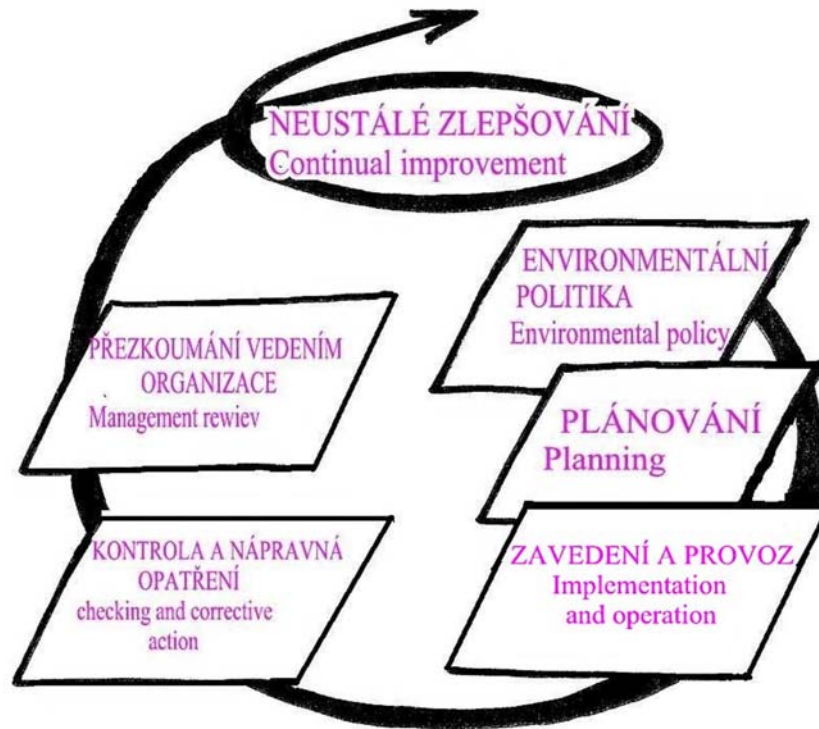 NEUSTÁLÉ ZLEPŠOVÁNÍ
Continual improvement
ENVIRONMENTÁLNÍ
POLITIKA
Environmental policy
PLÁNOVÁNÍ
Planning
ZAVEDENÍ A PROVOZ
Implementation
and operation
KONTROLA A NÁPRAVNÁ
OPATŘENÍ
checking and corrective
action
PŘEZKOUMÁNÍ VEDENÍM
ORGANIZACE
Management rewiev